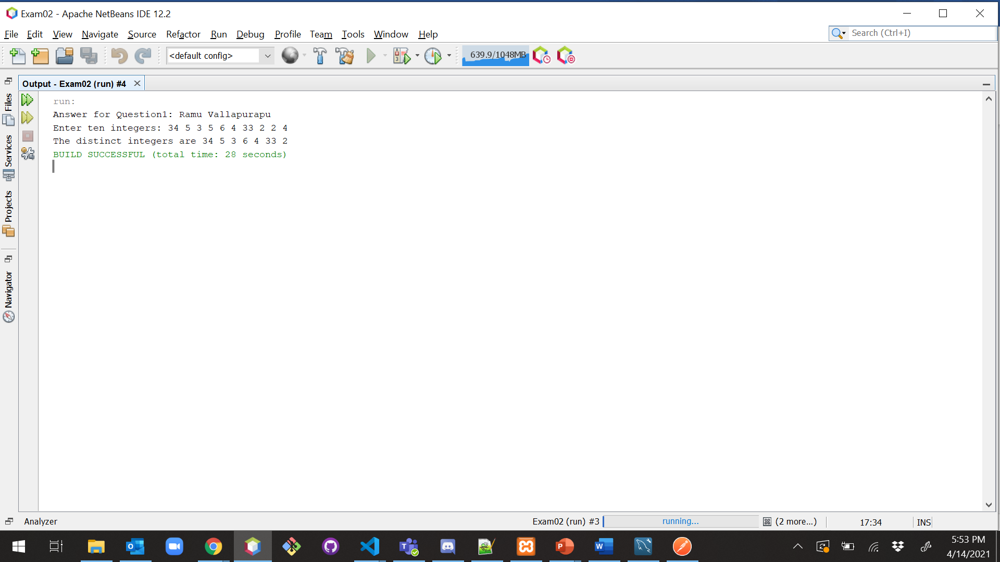 Exam02 - Apache NetBeans IDE 12.2
File Edit View Navigate Source Refactor Run Debug Profile Team Tools Window Help
Search (Ctrl+I)
<default config>
639.9/1048MB
Output - Exam02 (run) #4
Files
Services
Projects
Navigator
run:
Answer for Question1: Ramu Vallapurapu
Enter ten integers: 34 5 3 5 6 4 33 2 2 4
The distinct integers are 34 5 3 6 4 33 2
BUILD SUCCESSFUL (total time: 28 seconds)
Analyzer
Exam02 (run) #3
running...
(2 more...)
17:34
INS
5:53 PM
4/14/2021